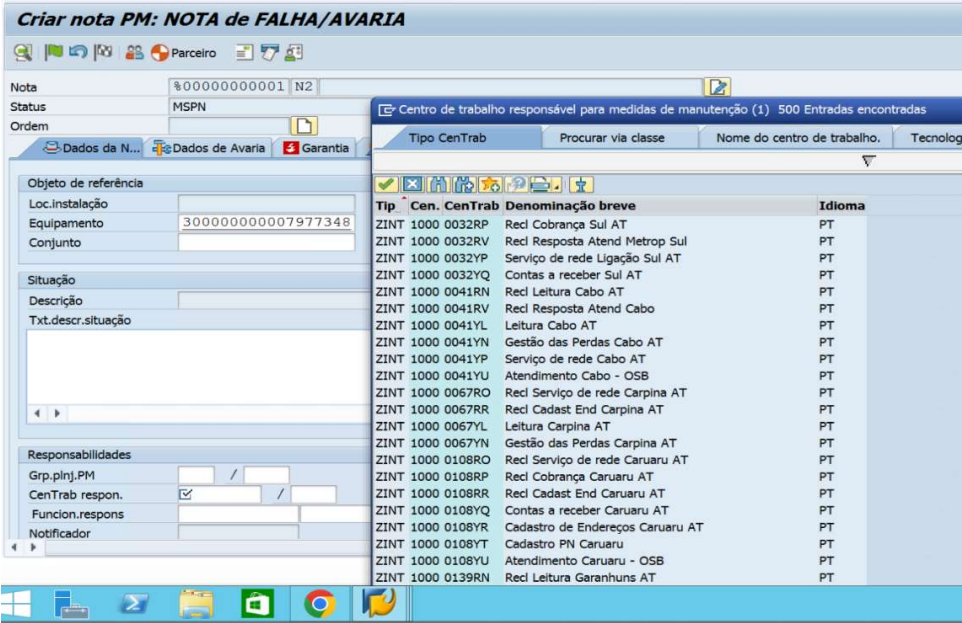 Criar nota PM: NOTA de FALHA/AVARIA
Parceiro
Nota %00000000001 N2
Status MSPN
Ordem
Dados da N... Dados de Avaria Garantia
Objeto de referência
Loc.instalação
Equipamento 300000000007977348
Conjunto
Situação
Descrição
Txt.descr.situação
Responsabilidades
Grp.plnj.PM /
CenTrab respon. /
Funcion.respons
Notificador
Centro de trabalho responsável para medidas de manutenção (1) 500 Entradas encontradas
Tipo CenTrab Procurar via classe Nome do centro de trabalho. Tecnolog
Tip Cen. CenTrab Denominação breve Idioma
ZINT 1000 0032RP Recl Cobrança Sul AT PT
ZINT 1000 0032RV Recl Resposta Atend Metrop Sul PT
ZINT 1000 0032YP Serviço de rede Ligação Sul AT PT
ZINT 1000 0032YQ Contas a receber Sul AT PT
ZINT 1000 0041RN Recl Leitura Cabo AT PT
ZINT 1000 0041RV Recl Resposta Atend Cabo PT
ZINT 1000 0041YL Leitura Cabo AT PT
ZINT 1000 0041YN Gestão das Perdas Cabo AT PT
ZINT 1000 0041YP Serviço de rede Cabo AT PT
ZINT 1000 0041YU Atendimento Cabo - OSB PT
ZINT 1000 0067RO Recl Serviço de rede Carpina AT PT
ZINT 1000 0067RR Recl Cadast End Carpina AT PT
ZINT 1000 0067YL Leitura Carpina AT PT
ZINT 1000 0067YN Gestão das Perdas Carpina AT PT
ZINT 1000 0108RO Recl Serviço de rede Caruaru AT PT
ZINT 1000 0108RP Recl Cobrança Caruaru AT PT
ZINT 1000 0108RR Recl Cadast End Caruaru AT PT
ZINT 1000 0108YQ Contas a receber Caruaru AT PT
ZINT 1000 0108YR Cadastro de Endereços Caruaru AT PT
ZINT 1000 0108YT Cadastro PN Caruaru PT
ZINT 1000 0108YU Atendimento Caruaru - OSB PT
ZINT 1000 0139RN Recl Leitura Garanhuns AT PT